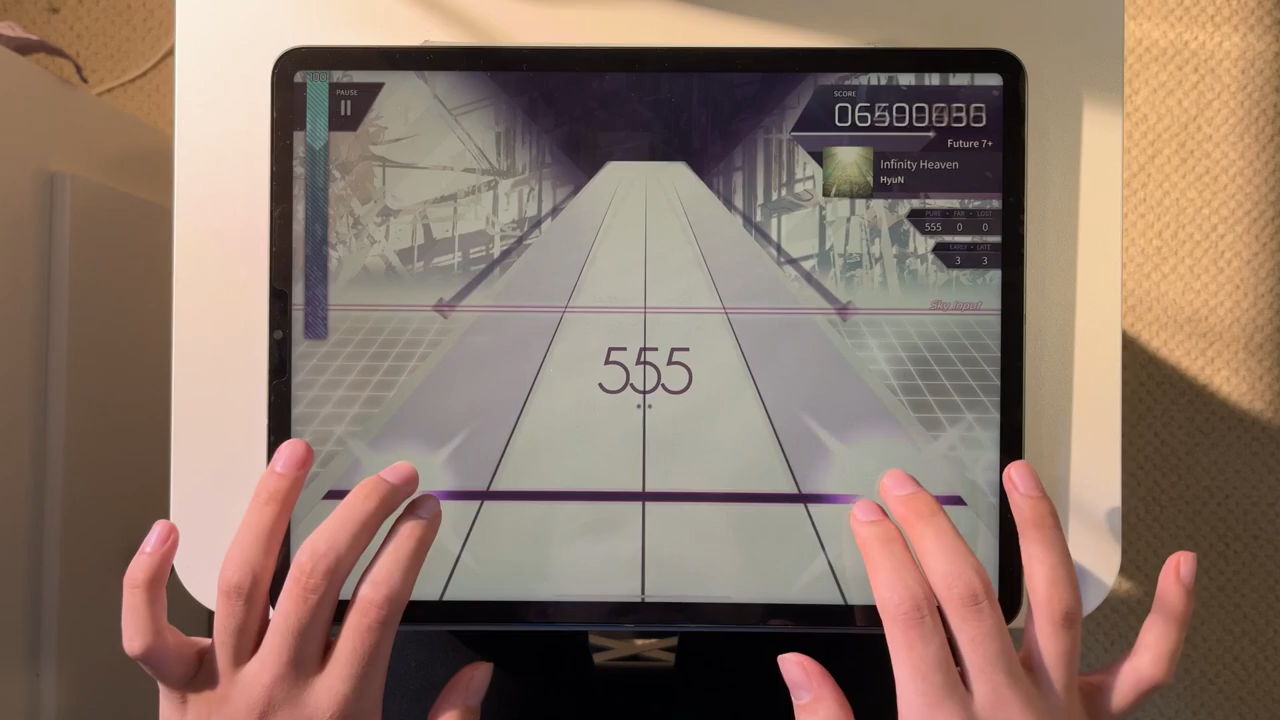 100
PAUSE
SCORE
Future 7+
Infinity Heaven
HyuN
PURE • FAR • LOST
555 0 0
EARLY • LATE
3 3
Sky Input
555